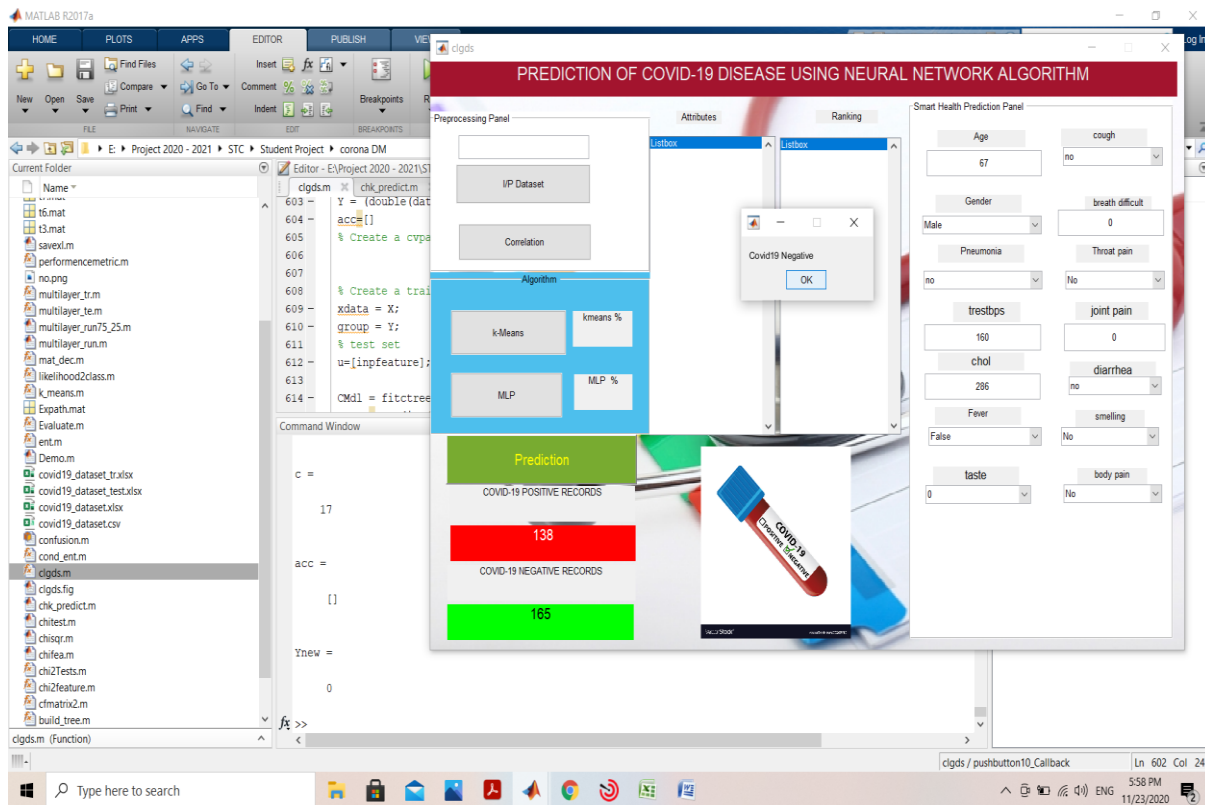 MATLAB R2017a
HOME PLOTS APPS EDITOR PUBLISH VIE
Log In
Find Files
Compare
Print
New Open Save
Go To
Find
Insert
Comment
Indent
Breakpoints
FILE NAVIGATE EDIT BREAKPOINTS
E: Project 2020 - 2021 STC Student Project corona DM
Current Folder
Name
t6.mat
t3.mat
savexl.m
performencemetric.m
no.png
multilayer_tr.m
multilayer_te.m
multilayer_run75_25.m
multilayer_run.m
mat_dec.m
likelihood2class.m
k_means.m
Expath.mat
Evaluate.m
ent.m
Demo.m
covid19_dataset_tr.xlsx
covid19_dataset_test.xlsx
covid19_dataset.xlsx
covid19_dataset.csv
confusion.m
cond_ent.m
clgds.m
clgds.fig
chk_predict.m
chitest.m
chisqr.m
chifea.m
chi2Tests.m
chi2feature.m
cfmatrix2.m
build_tree.m
clgds.m (Function)
Editor - E:\Project 2020 - 2021\ST
clgds.m chk_predict.m
603 - Y = (double(dat
604 - acc=[]
605 % Create a cvpa
606
607
608 % Create a trai
609 - xdata = X;
610 - group = Y;
611 % test set
612 - u=[inpfeature];
613
614 - CMdl = fitctree
Command Window
c =
17
acc =
[]
Ynew =
0
fx >>
clgds
PREDICTION OF COVID-19 DISEASE USING NEURAL NETWORK ALGORITHM
Preprocessing Panel
I/P Dataset
Correlation
Algorithm
k-Means
kmeans %
MLP
MLP %
Prediction
COVID-19 POSITIVE RECORDS
138
COVID-19 NEGATIVE RECORDS
165
Attributes
Listbox
Ranking
Listbox
Covid19 Negative
OK
COVID-19
POSITIVE
NEGATIVE
Smart Health Prediction Panel
Age
67
cough
no
Gender
Male
breath difficult
0
Pneumonia
no
Throat pain
No
trestbps
160
joint pain
0
chol
286
diarrhea
no
Fever
False
smelling
No
taste
0
body pain
No
clgds / pushbutton10_Callback
Ln 602 Col 24
Type here to search
ENG
5:58 PM
11/23/2020
2